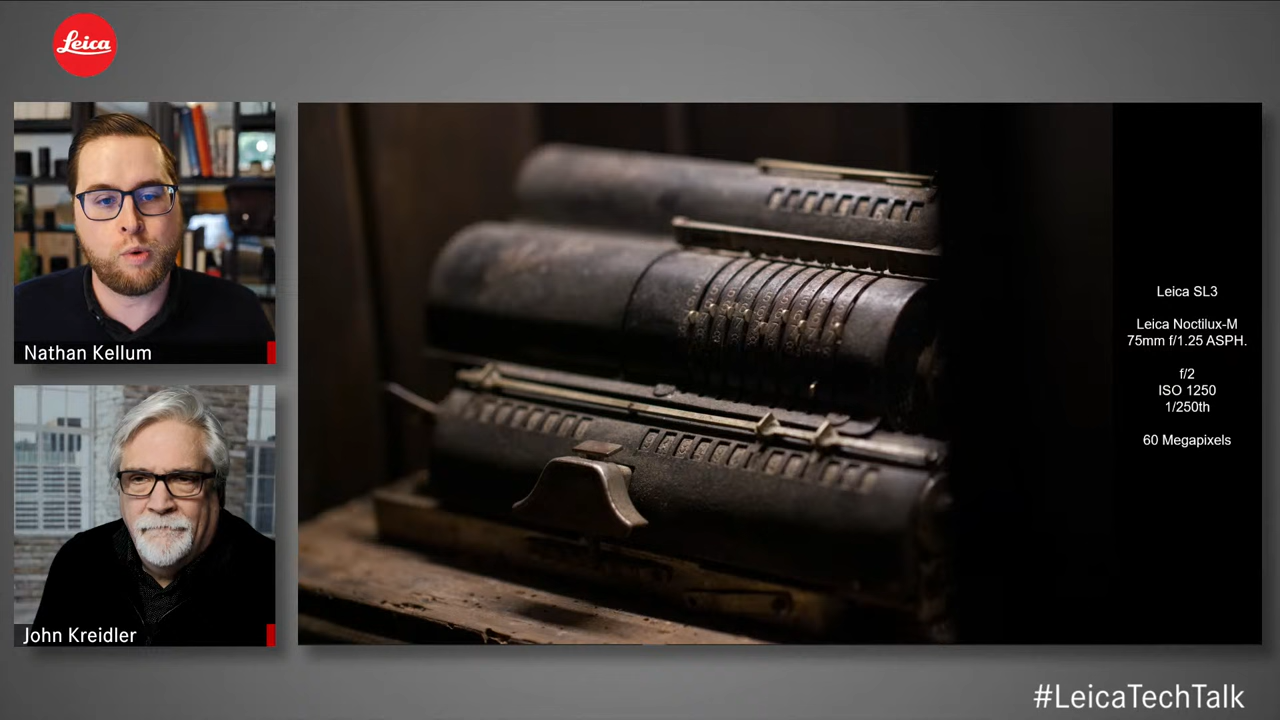 Leica
Nathan Kellum
John Kreidler
Leica SL3
Leica Noctilux-M
75mm f/1.25 ASPH.
f/2
ISO 1250
1/250th
60 Megapixels
#LeicaTechTalk